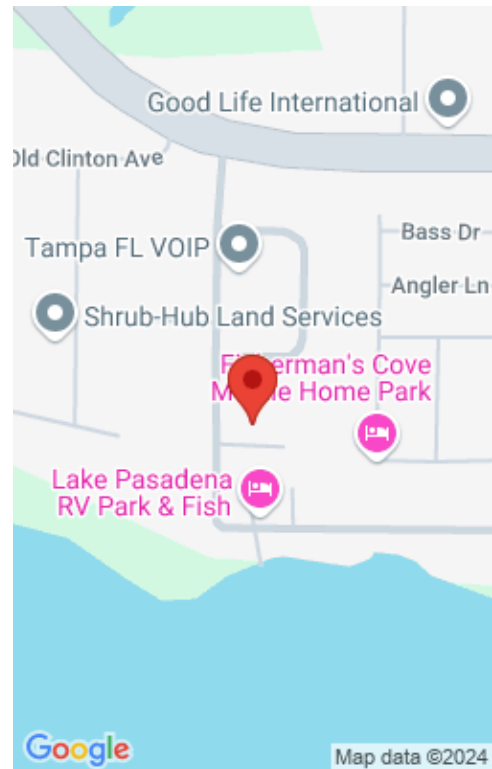 Good Life International
Old Clinton Ave
Tampa FL VOIP
Bass Dr
Angler Ln
Shrub-Hub Land Services
Cove
Home Park
Lake Pasadena
RV Park & Fish
Google
Map data ©2024